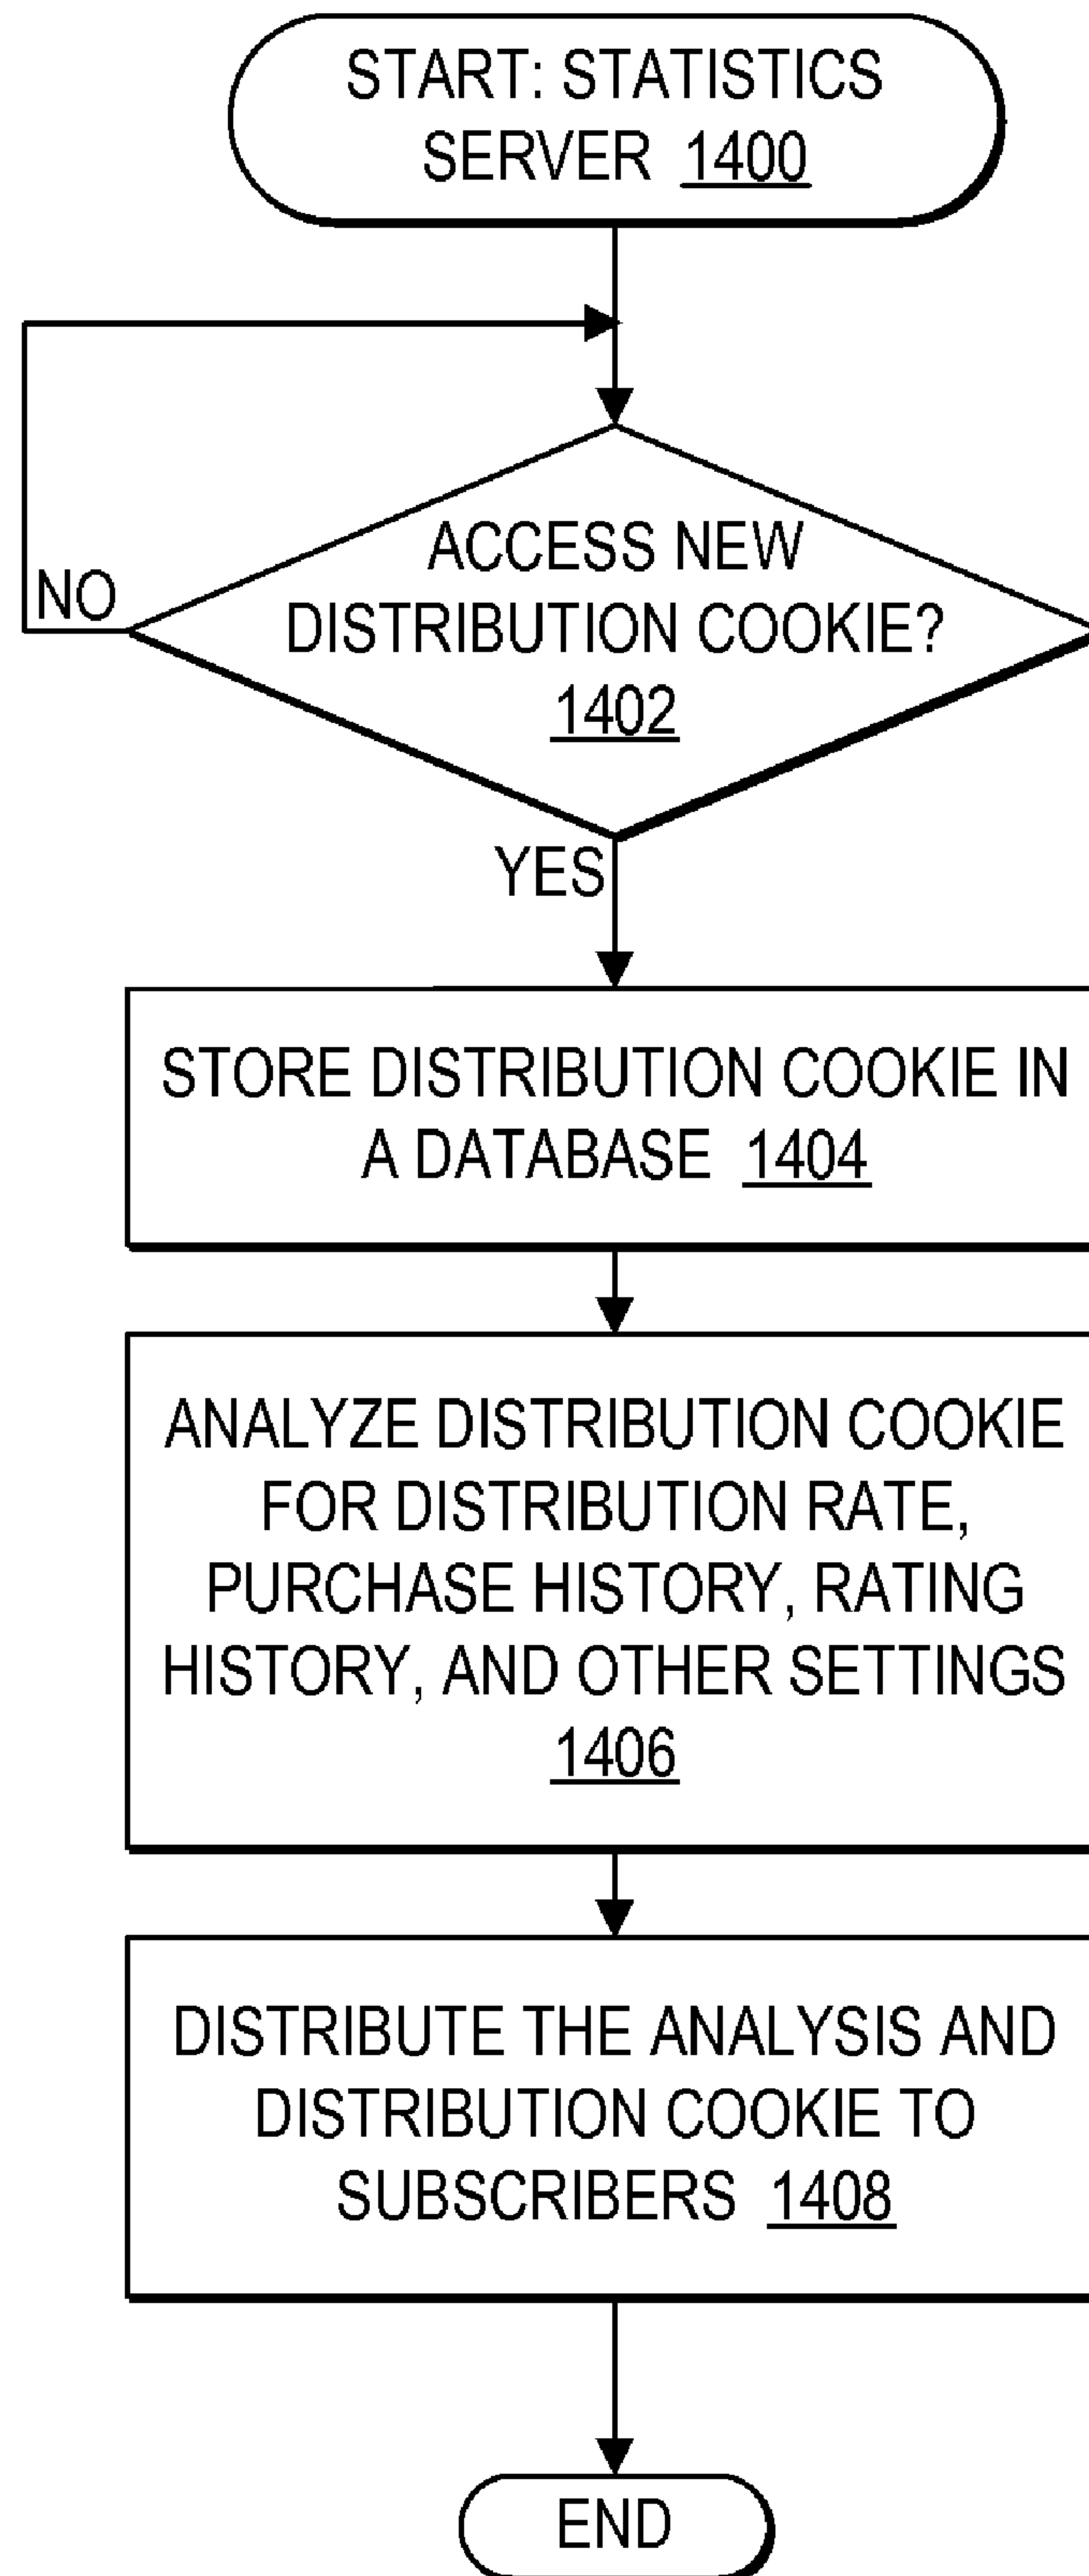 START: STATISTICS
SERVER 1400
ACCESS NEW
DISTRIBUTION COOKIE?
1402
NO
YES
STORE DISTRIBUTION COOKIE IN
A DATABASE 1404
ANALYZE DISTRIBUTION COOKIE
FOR DISTRIBUTION RATE,
PURCHASE HISTORY, RATING
HISTORY, AND OTHER SETTINGS
1406
DISTRIBUTE THE ANALYSIS AND
DISTRIBUTION COOKIE TO
SUBSCRIBERS 1408
END